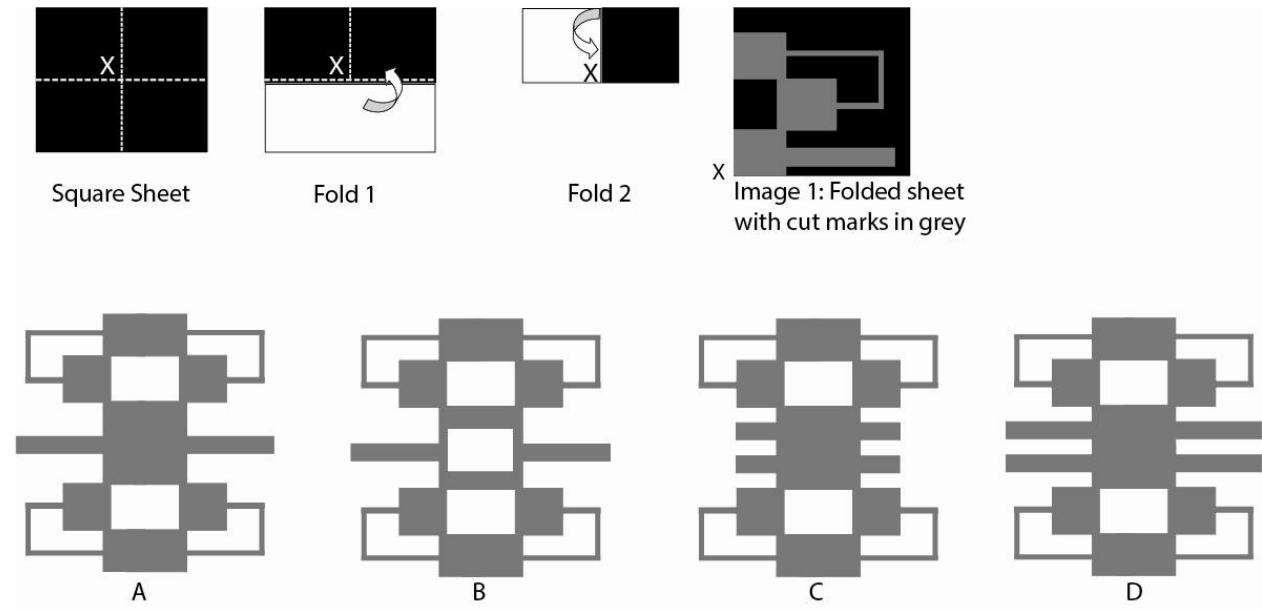 X
X
X
X
Square Sheet
Fold 1
Fold 2
Image 1: Folded sheet
with cut marks in grey
A
B
C
D